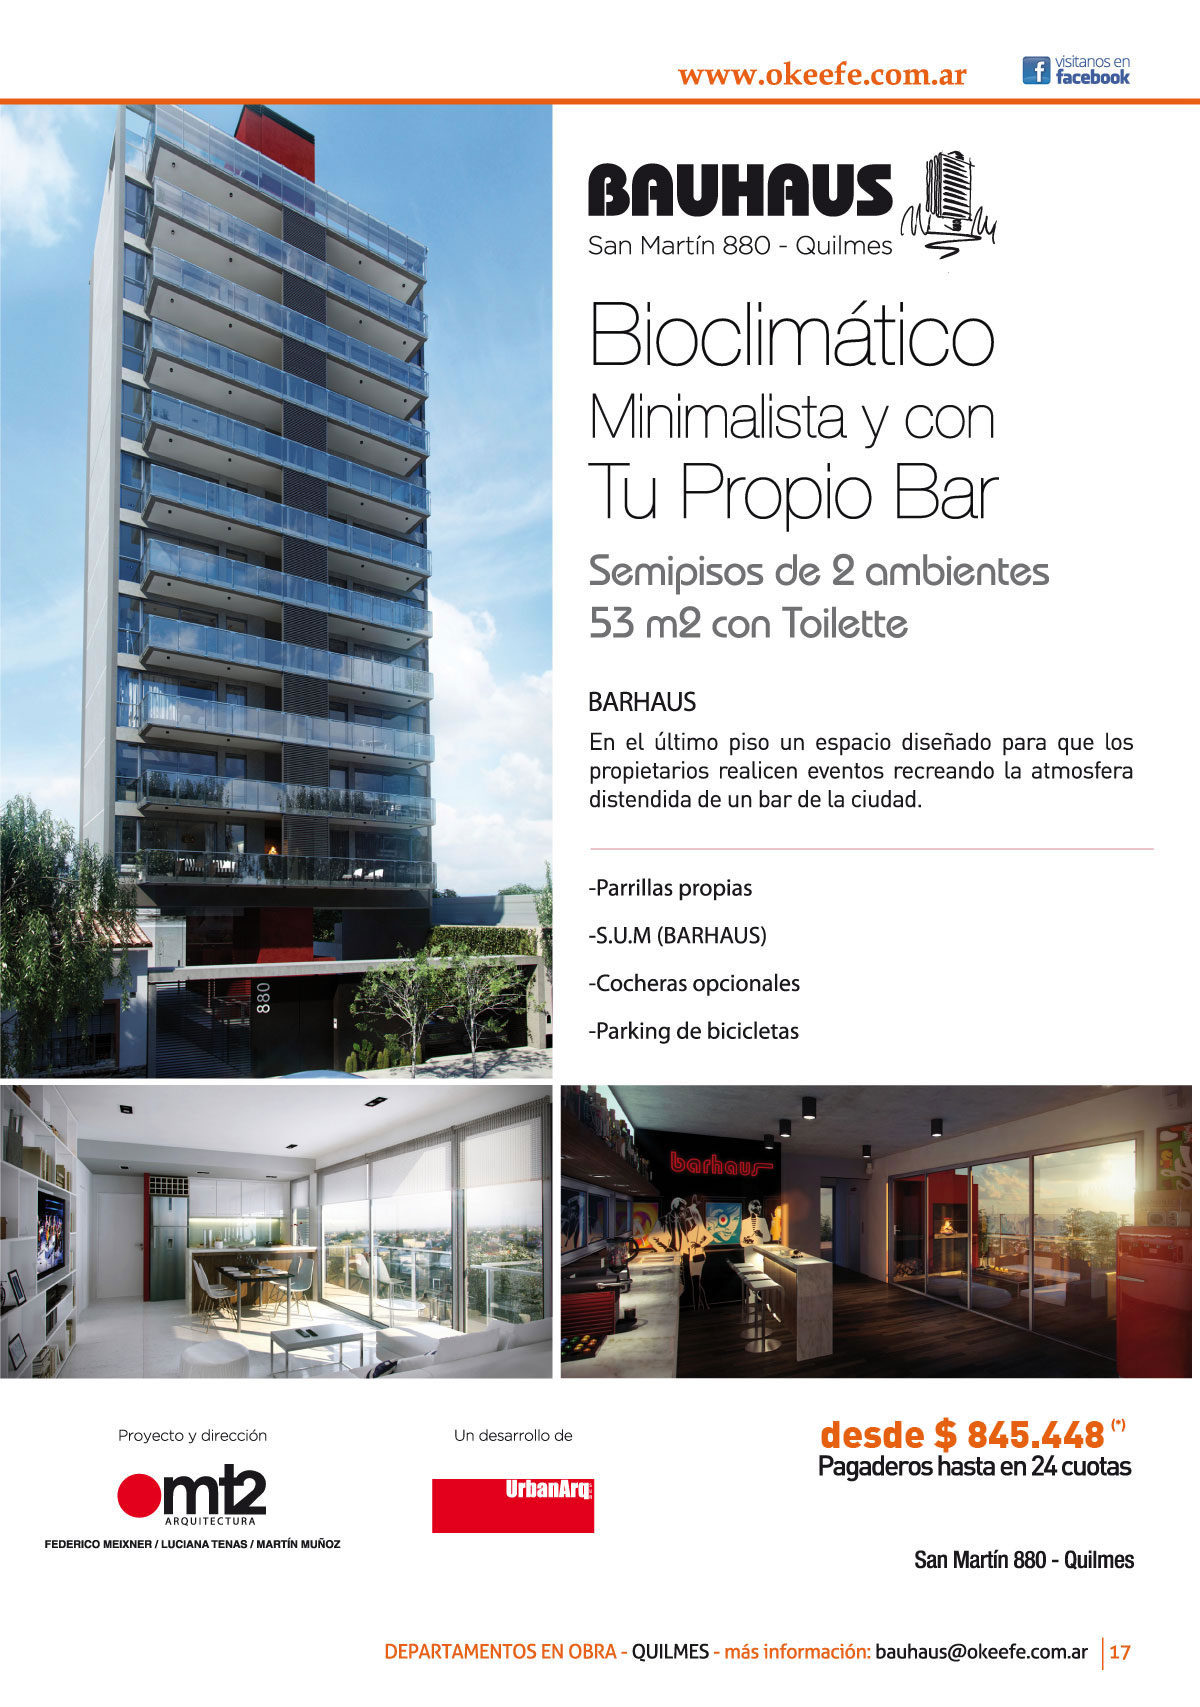 www.okeefe.com.ar
visitanos en
facebook
BAUHAUS
San Martín 880 - Quilmes
Bioclimático
Minimalista y con
Tu Propio Bar
Semipisos de 2 ambientes
53 m2 con Toilette
BARHAUS
En el último piso un espacio diseñado para que los
propietarios realicen eventos recreando la atmosfera
distendida de un bar de la ciudad.
-Parrillas propias
-S.U.M (BARHAUS)
-Cocheras opcionales
-Parking de bicicletas
880
barhaus
Proyecto y dirección
mt2
ARQUITECTURA
FEDERICO MEIXNER / LUCIANA TENAS / MARTÍN MUÑOZ
Un desarrollo de
UrbanArq
desde $ 845.448 (*)
Pagaderos hasta en 24 cuotas
San Martín 880 - Quilmes
DEPARTAMENTOS EN OBRA - QUILMES - más información: bauhaus@okeefe.com.ar | 17